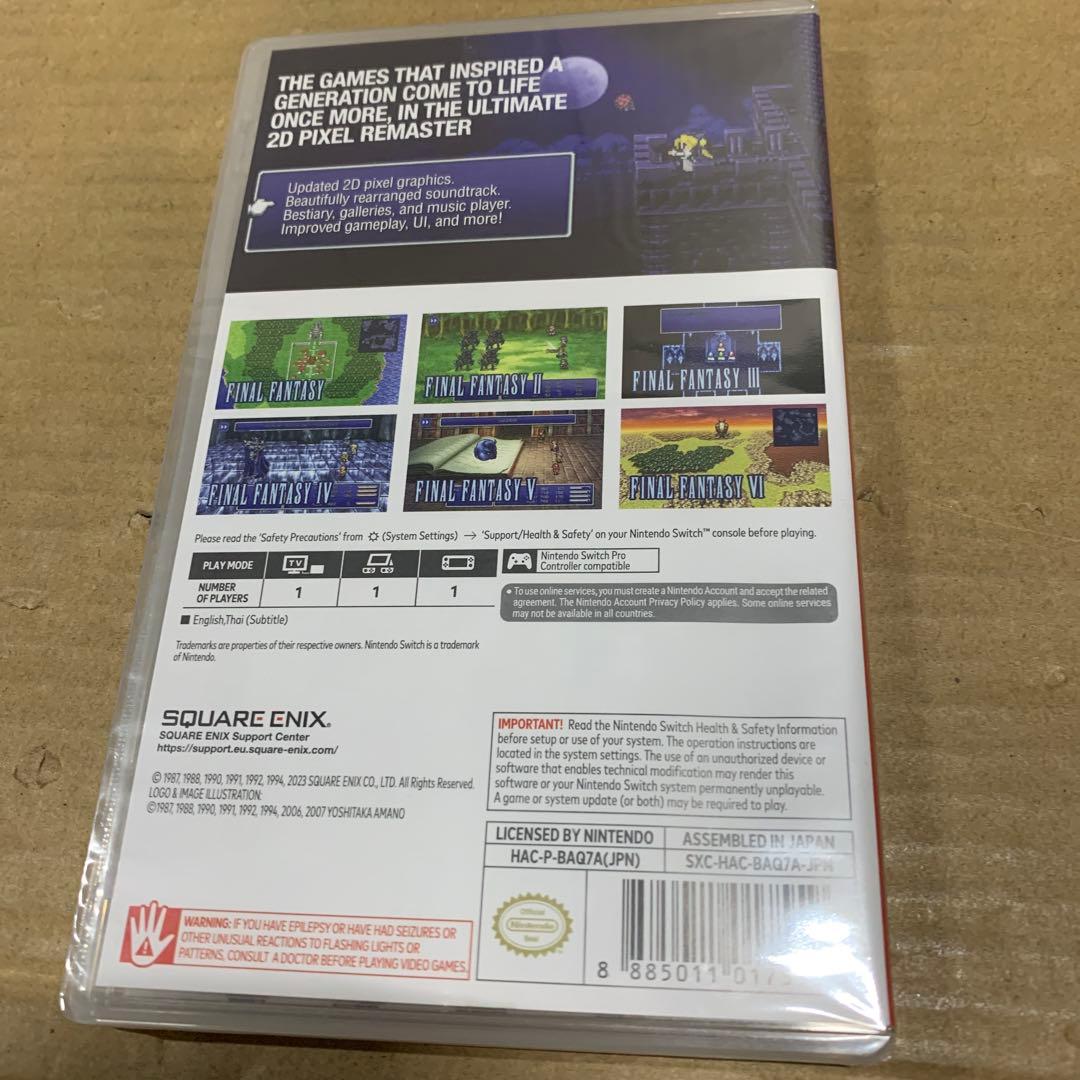 THE GAMES THAT INSPIRED A
GENERATION COME TO LIFE
ONCE MORE, IN THE ULTIMATE
2D PIXEL REMASTER
Updated 2D pixel graphics.
Beautifully rearranged soundtrack.
Bestiary, galleries, and music player.
Improved gameplay, UI, and more!
FINAL FANTASY
FINAL FANTASY II
FINAL FANTASY III
FINAL FANTASY IV
FINAL FANTASY V
FINAL FANTASY VI
Please read the 'Safety Precautions' from (System Settings) → 'Support/Health & Safety' on your Nintendo Switch™ console before playing.
PLAY MODE
TV
NUMBER
OF PLAYERS
1
1
1
Nintendo Switch Pro
Controller compatible
• To use online services, you must create a Nintendo Account and accept the related
agreement. The Nintendo Account Privacy Policy applies. Some online services
may not be available in all countries.
■ English,Thai (Subtitle)
Trademarks are properties of their respective owners. Nintendo Switch is a trademark
of Nintendo.
SQUARE ENIX®
SQUARE ENIX Support Center
https://support.eu.square-enix.com/
© 1987, 1988, 1990, 1991, 1992, 1994, 2023 SQUARE ENIX CO., LTD. All Rights Reserved.
LOGO & IMAGE ILLUSTRATION:
©1987, 1988, 1990, 1991, 1992, 1994, 2006, 2007 YOSHITAKA AMANO
IMPORTANT! Read the Nintendo Switch Health & Safety Information
before setup or use of your system. The operation instructions are
located in the system settings. The use of an unauthorized device or
software that enables technical modification may render this
software or your Nintendo Switch system permanently unplayable.
A game or system update (or both) may be required to play.
LICENSED BY NINTENDO
ASSEMBLED IN JAPAN
HAC-P-BAQ7A(JPN)
SXC-HAC-BAQ7A-JPN
WARNING: IF YOU HAVE EPILEPSY OR HAVE HAD SEIZURES OR
OTHER UNUSUAL REACTIONS TO FLASHING LIGHTS OR
PATTERNS, CONSULT A DOCTOR BEFORE PLAYING VIDEO GAMES.
Official
Nintendo
Seal
8 885011 017